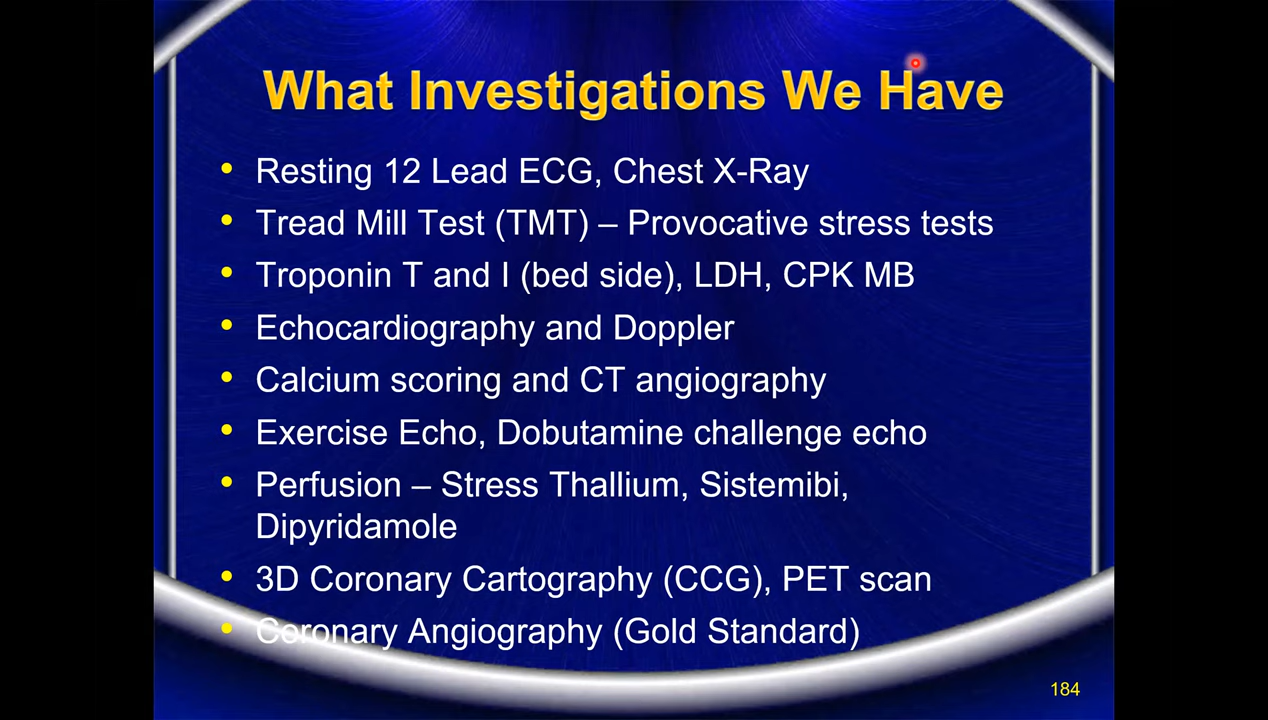 What Investigations We Have
• Resting 12 Lead ECG, Chest X-Ray
• Tread Mill Test (TMT) – Provocative stress tests
• Troponin T and I (bed side), LDH, CPK MB
• Echocardiography and Doppler
• Calcium scoring and CT angiography
• Exercise Echo, Dobutamine challenge echo
• Perfusion – Stress Thallium, Sistemibi,
Dipyridamole
• 3D Coronary Cartography (CCG), PET scan
• Coronary Angiography (Gold Standard)
184